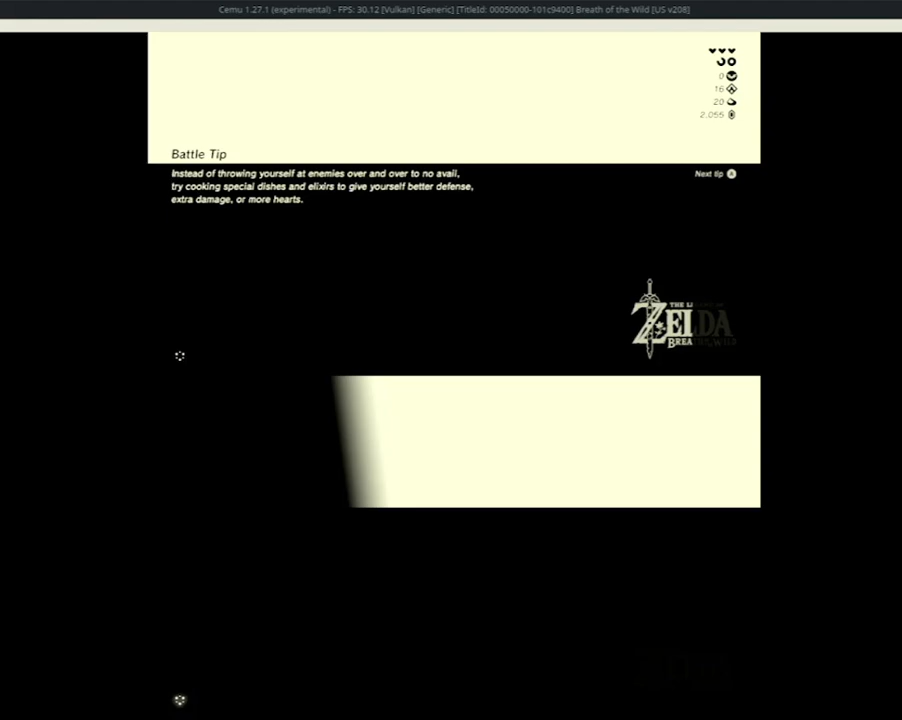 Cemu 1.27.1 (experimental) - FPS: 30.12 [Vulkan] [Generic] [TitleId: 00050000-101c9400] Breath of the Wild [US v208]
0
16
20
2.055
Battle Tip
Instead of throwing yourself at enemies over and over to no avail,
try cooking special dishes and elixirs to give yourself better defense,
extra damage, or more hearts.
Next tip A
ZELDA